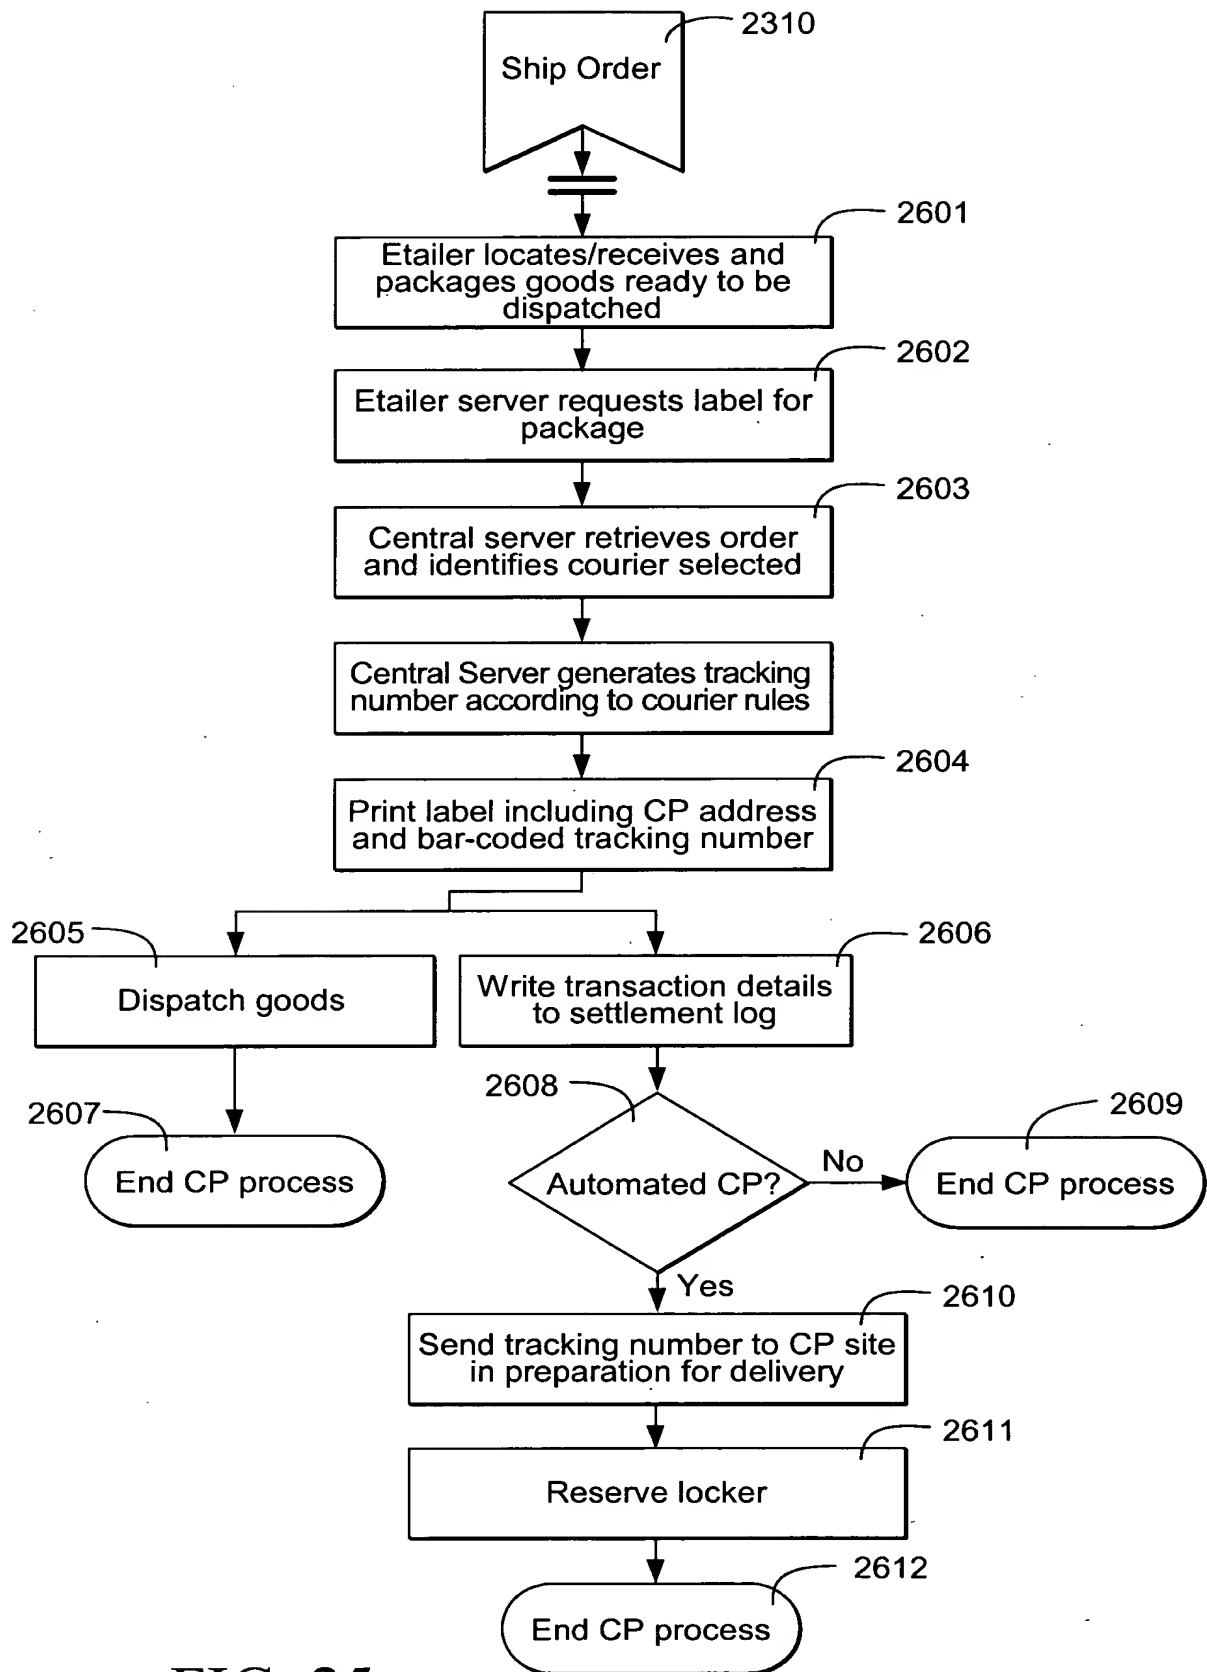 2310
Ship Order
2601
Etailer locates/receives and
packages goods ready to be
dispatched
2602
Etailer server requests label for
package
2603
Central server retrieves order
and identifies courier selected
Central Server generates tracking
number according to courier rules
2604
Print label including CP address
and bar-coded tracking number
2605
Dispatch goods
2606
Write transaction details
to settlement log
2607
End CP process
2608
Automated CP?
No
2609
End CP process
Yes
2610
Send tracking number to CP site
in preparation for delivery
2611
Reserve locker
2612
End CP process